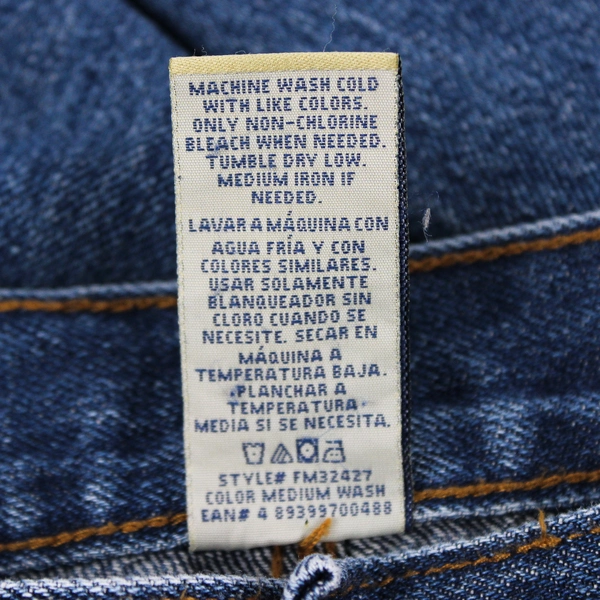 MACHINE WASH COLD
WITH LIKE COLORS.
ONLY NON-CHLORINE
BLEACH WHEN NEEDED.
TUMBLE DRY LOW.
MEDIUM IRON IF
NEEDED.
LAVAR A MÁQUINA CON
AGUA FRÍA Y CON
COLORES SIMILARES.
USAR SOLAMENTE
BLANQUEADOR SIN
CLORO CUANDO SE
NECESITE. SECAR EN
MÁQUINA A
TEMPERATURA BAJA.
PLANCHAR A
TEMPERATURA
MEDIA SI SE NECESITA.
STYLE# FM32427
COLOR MEDIUM WASH
EAN# 4 89399700488